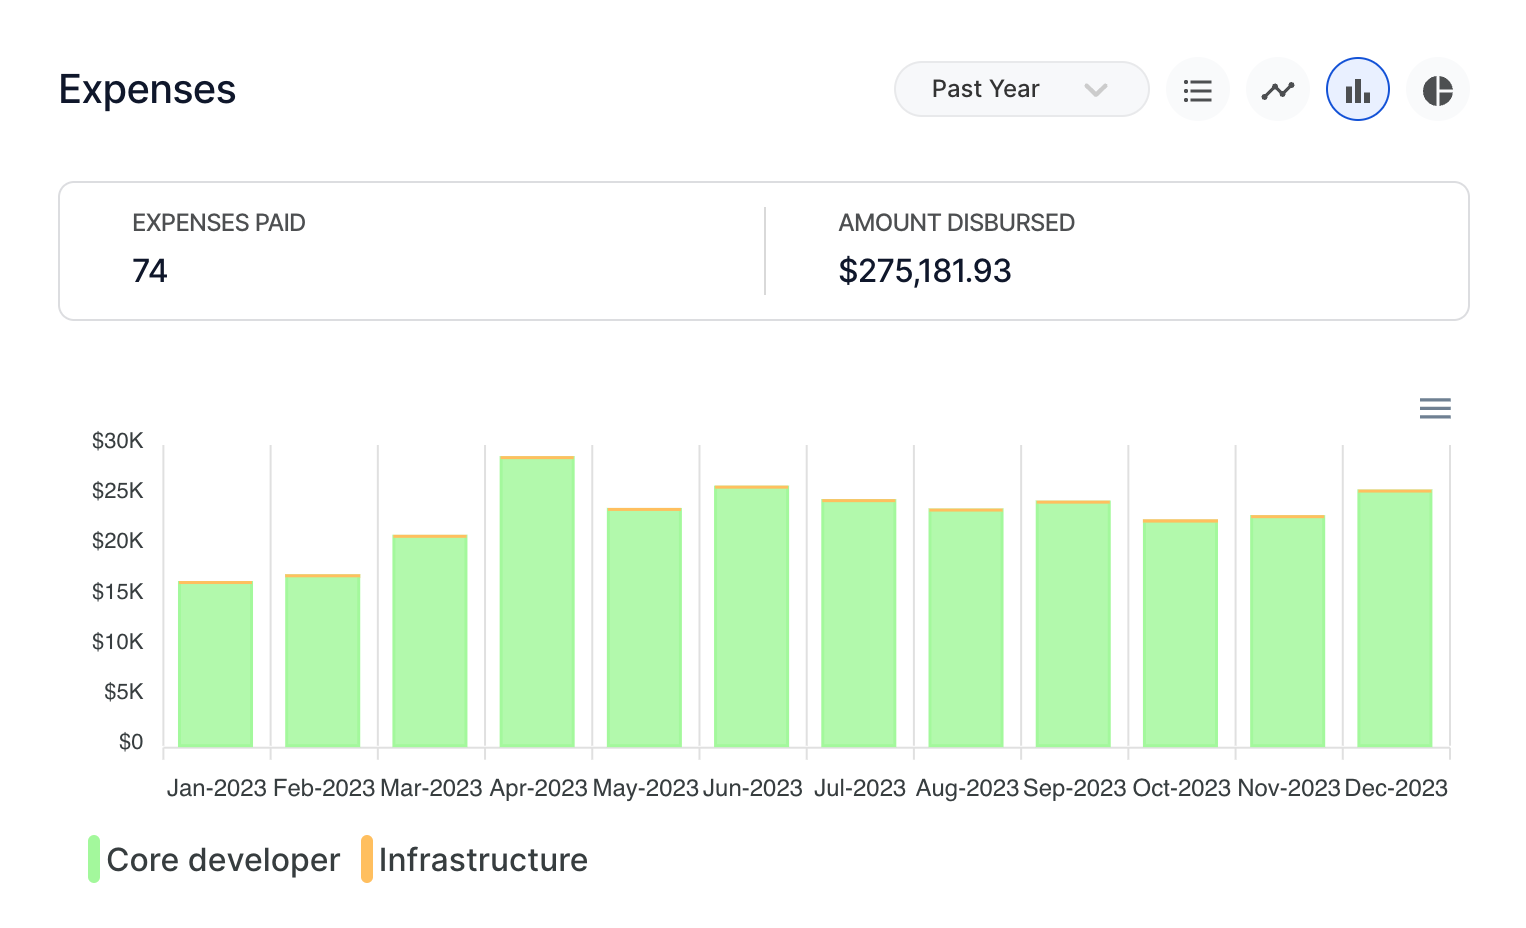 Expenses
Past Year
EXPENSES PAID
74
AMOUNT DISBURSED
$275,181.93
$30K
$25K
$20K
$15K
$10K
$5K
$0
Jan-2023 Feb-2023 Mar-2023 Apr-2023 May-2023 Jun-2023 Jul-2023 Aug-2023 Sep-2023 Oct-2023 Nov-2023 Dec-2023
Core developer Infrastructure